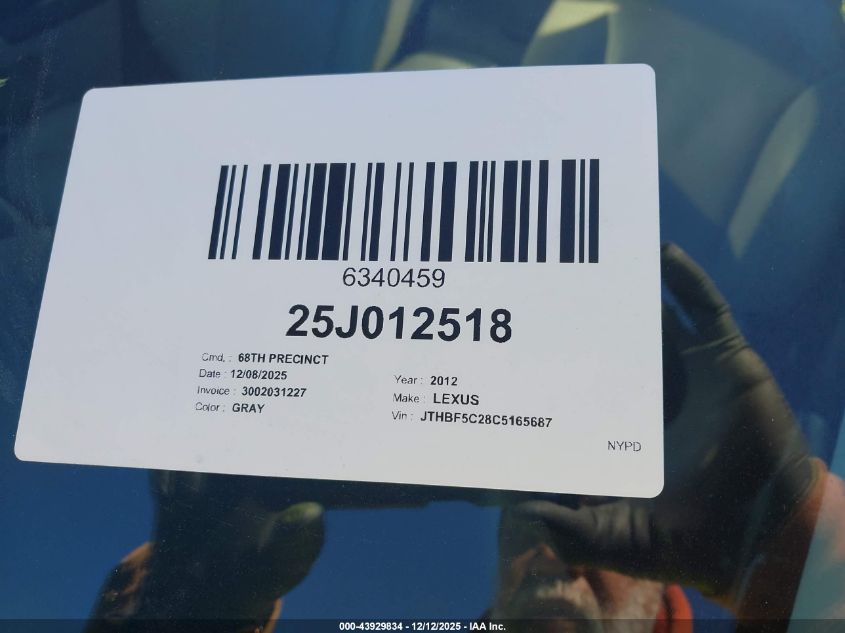 6340459
25J012518
Cmd. : 68TH PRECINCT
Date : 12/08/2025
Invoice : 3002031227
Color : GRAY
Year : 2012
Make : LEXUS
Vin : JTHBF5C28C5165687
NYPD
000-43929834 - 12/12/2025 - IAA Inc.